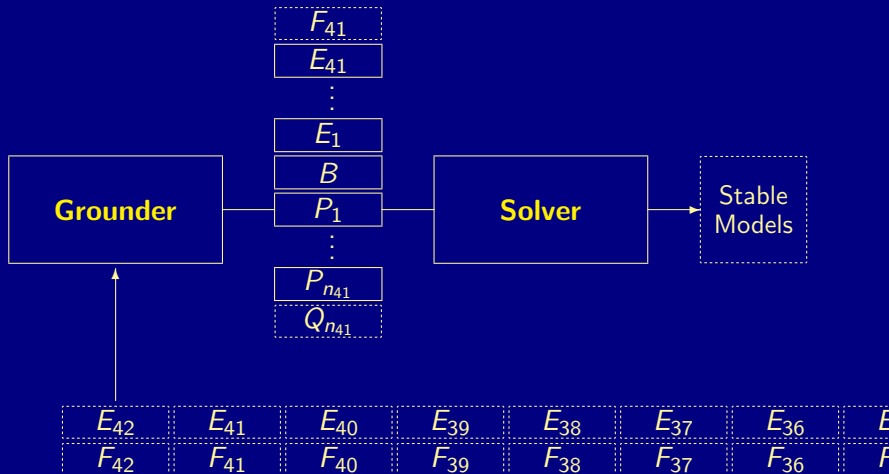 F₄₁
E₄₁
⋮
E₁
B
Grounder P₁ Solver Stable Models
⋮
Pₙ₄₁
Qₙ₄₁
E₄₂ E₄₁ E₄₀ E₃₉ E₃₈ E₃₇ E₃₆ E
F₄₂ F₄₁ F₄₀ F₃₉ F₃₈ F₃₇ F₃₆ F